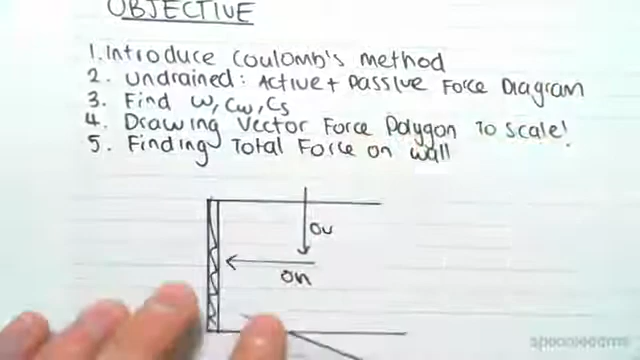 OBJECTIVE
1. Introduce Coulomb's method
2. Undrained: Active + Passive Force Diagram
3. Find W, Cw, Cs
4. Drawing Vector Force Polygon To Scale!
5. Finding Total Force on wall
σv
σh